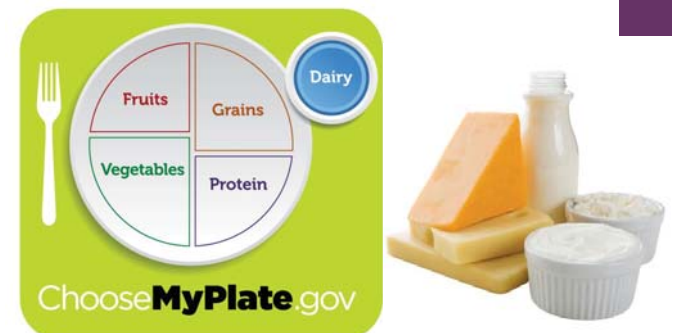 Dairy
Fruits
Grains
Vegetables
Protein
ChooseMyPlate.gov